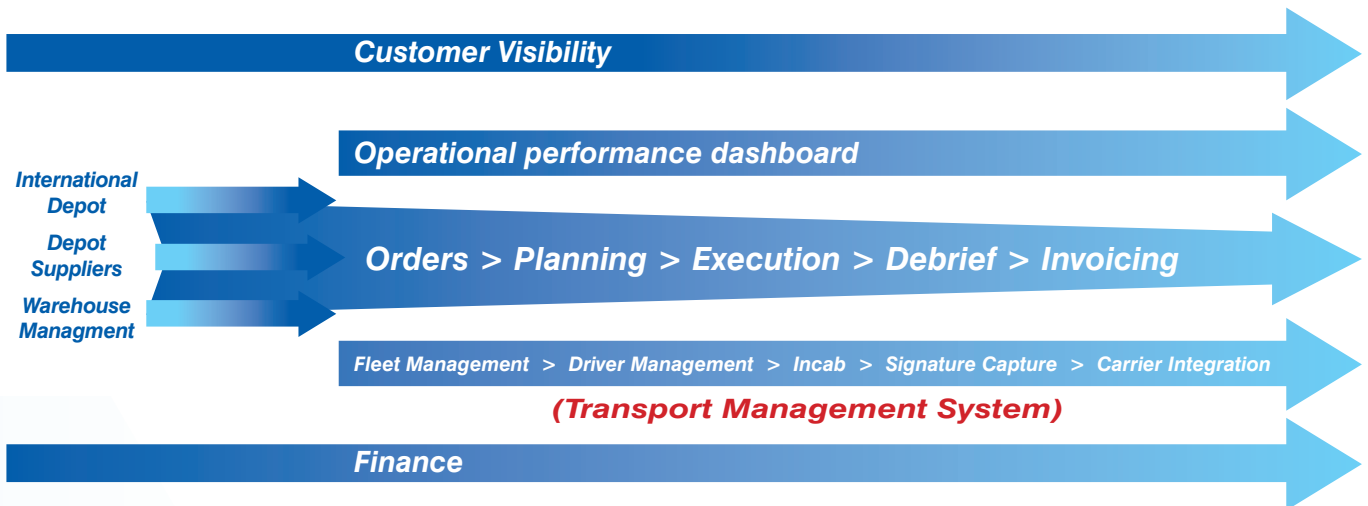 Customer Visibility
Operational performance dashboard
International
Depot
Depot
Suppliers
Warehouse
Managment
Orders > Planning > Execution > Debrief > Invoicing
Fleet Management > Driver Management > Incab > Signature Capture > Carrier Integration
(Transport Management System)
Finance